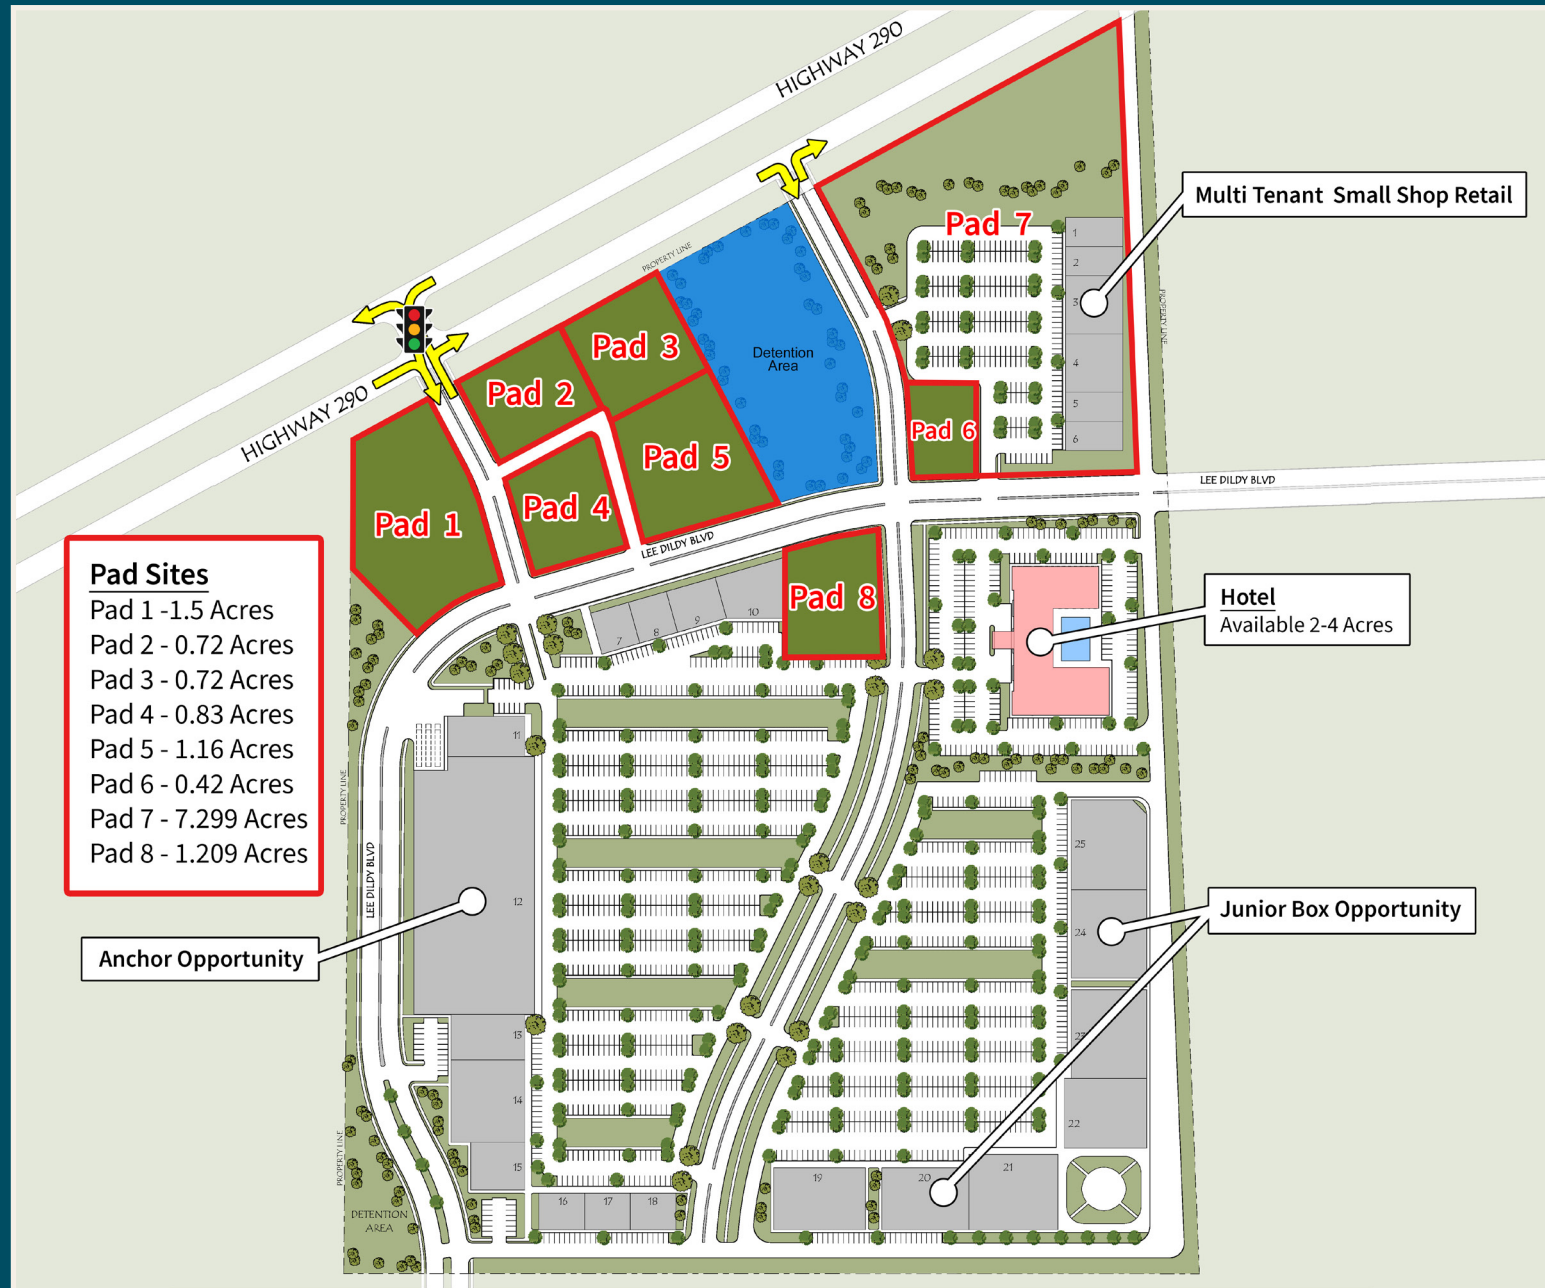 HIGHWAY 290
Multi Tenant  Small Shop Retail
Pad 7
1
2
3
4
5
6
PROPERTY LINE
PROPERTY LINE
Detention
Area
Pad 3
Pad 2
HIGHWAY 290
Pad 5
Pad 6
Pad 4
Pad 1
LEE DILDY BLVD
LEE DILDY BLVD
Pad Sites
Pad 1 -1.5 Acres
Pad 2 - 0.72 Acres
Pad 3 - 0.72 Acres
Pad 4 - 0.83 Acres
Pad 5 - 1.16 Acres
Pad 6 - 0.42 Acres
Pad 7 - 7.299 Acres
Pad 8 - 1.209 Acres
Pad 8
7
8
9
10
Hotel
Available 2-4 Acres
11
PROPERTY LINE
LEE DILDY BLVD
12
Anchor Opportunity
25
24
Junior Box Opportunity
13
23
14
22
15
PROPERTY LINE
DETENTION
AREA
16
17
18
19
20
21